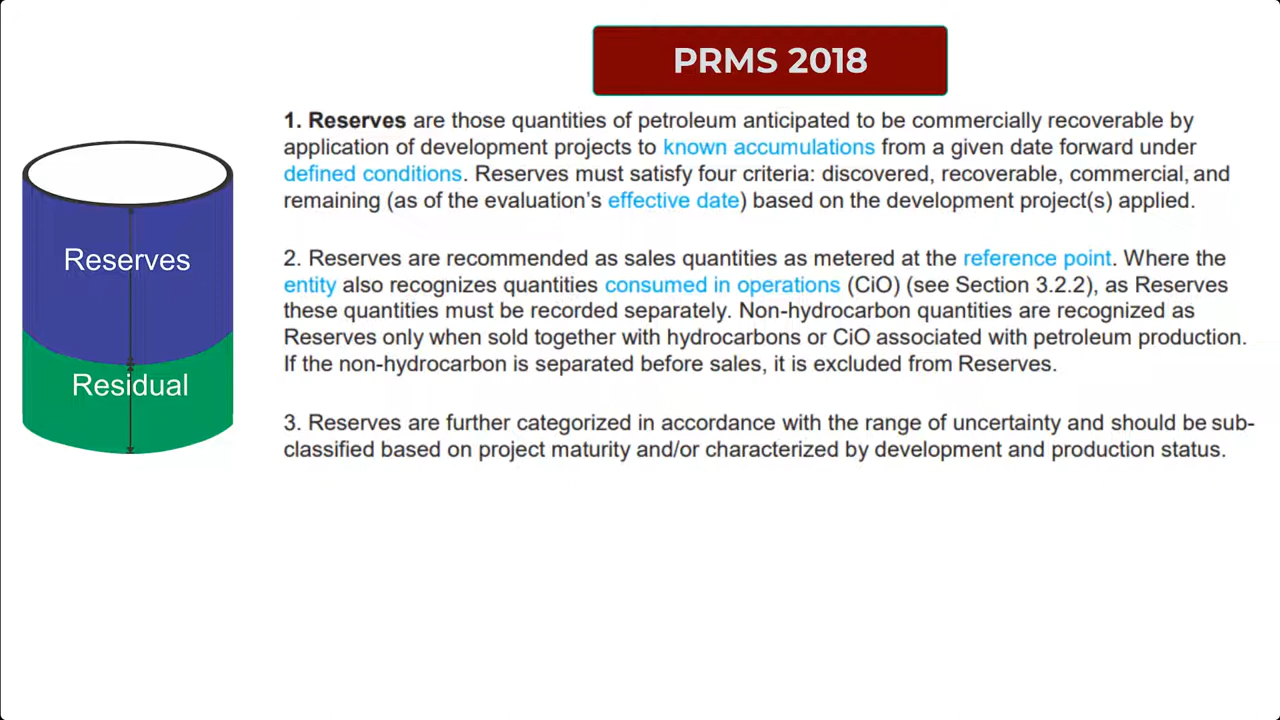 PRMS 2018
1. Reserves are those quantities of petroleum anticipated to be commercially recoverable by
application of development projects to known accumulations from a given date forward under
defined conditions. Reserves must satisfy four criteria: discovered, recoverable, commercial, and
remaining (as of the evaluation's effective date) based on the development project(s) applied.
2. Reserves are recommended as sales quantities as metered at the reference point. Where the
entity also recognizes quantities consumed in operations (CiO) (see Section 3.2.2), as Reserves
these quantities must be recorded separately. Non-hydrocarbon quantities are recognized as
Reserves only when sold together with hydrocarbons or CiO associated with petroleum production.
If the non-hydrocarbon is separated before sales, it is excluded from Reserves.
3. Reserves are further categorized in accordance with the range of uncertainty and should be sub-
classified based on project maturity and/or characterized by development and production status.
Reserves
Residual